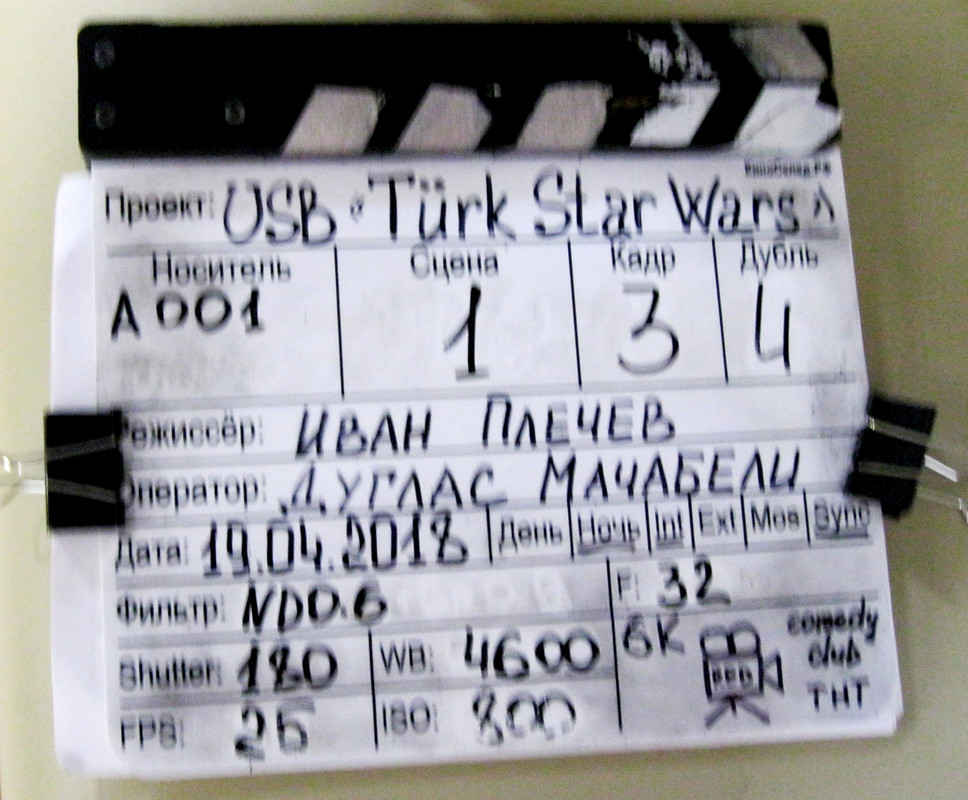 Проект: USB «Türk Star Wars»
Носитель Сцена Кадр Дубль
A001 1 3 4
Режиссёр: ИВАН ПЛЕЧЕВ
Оператор: ДУГЛАС МАЧАБЕЛИ
Дата: 19.04.2018 День Ночь Int Ext Mos Sync
Фильтр: ND0.6 F: 32
Shutter: 180 WB: 4600 6K
FPS: 25 ISO: 800
RED
comedy
club
ТНТ